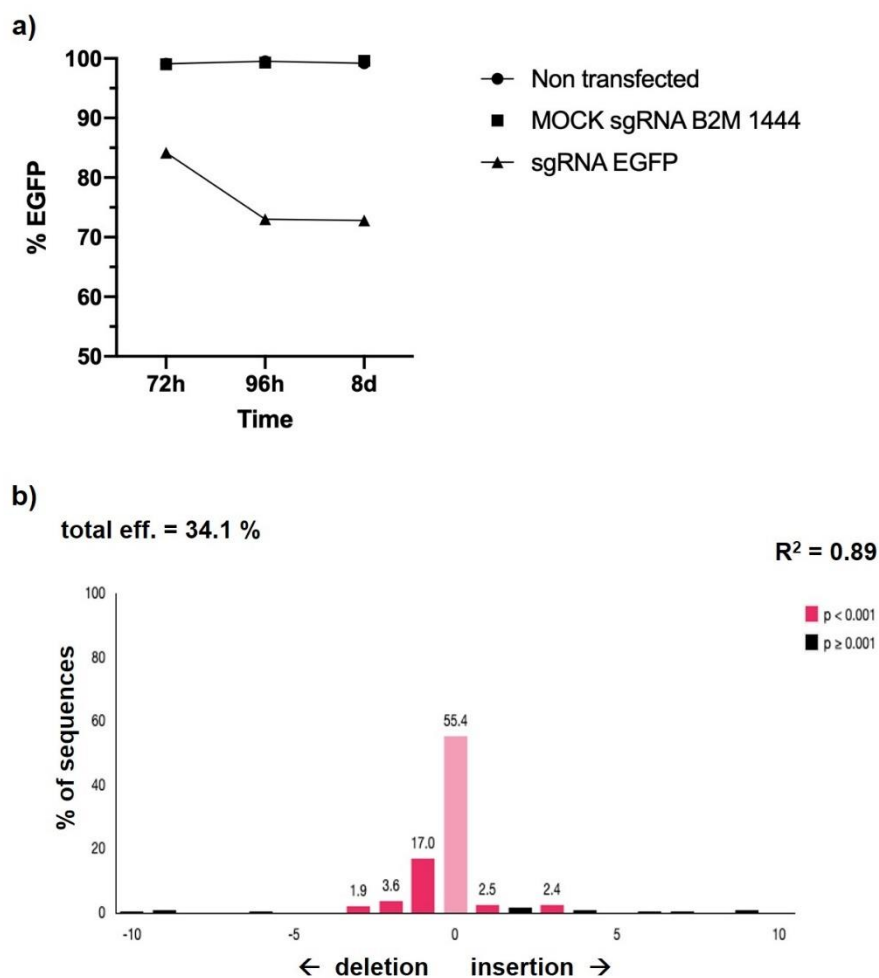 a)
% EGFP
100
90
80
70
60
50
72h 96h 8d
Time
Non transfected
MOCK sgRNA B2M 1444
sgRNA EGFP
b)
total eff. = 34.1 %
R² = 0.89
p < 0.001
p ≥ 0.001
% of sequences
100
80
60
40
20
0
1.9 3.6 17.0 55.4 2.5 2.4
-10 -5 0 5 10
← deletion insertion →